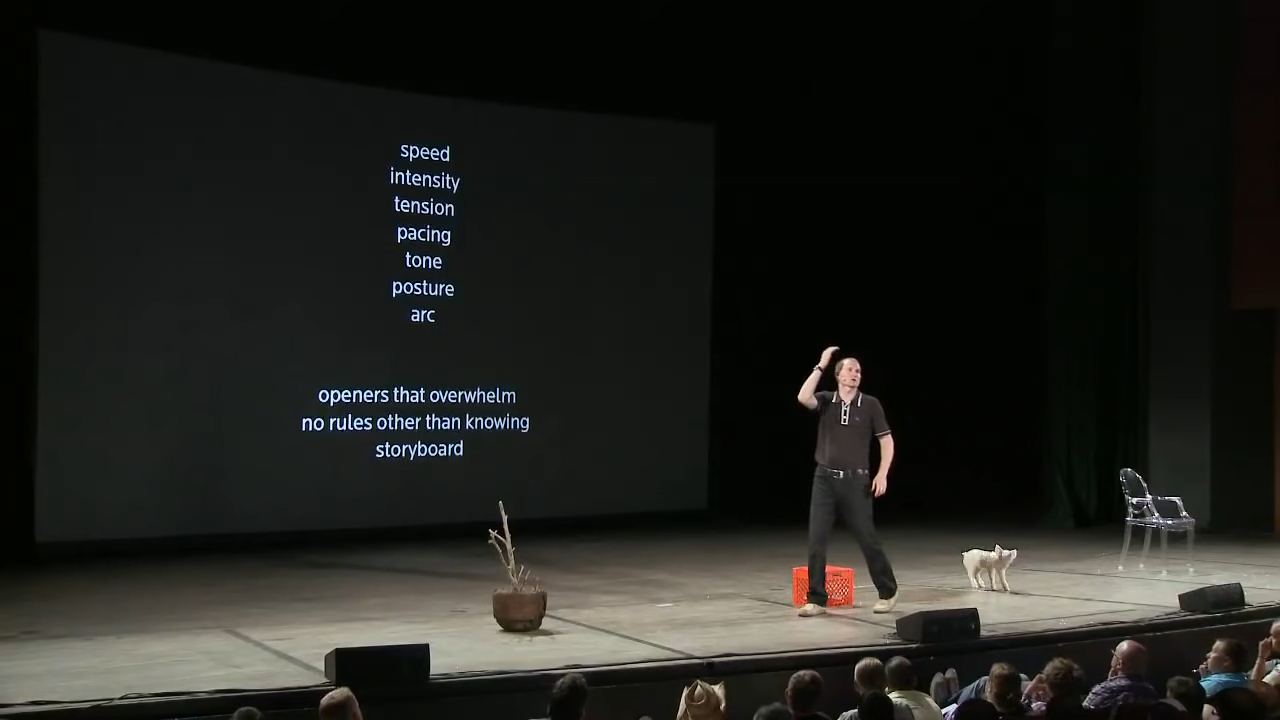 speed
intensity
tension
pacing
tone
posture
arc
openers that overwhelm
no rules other than knowing
storyboard